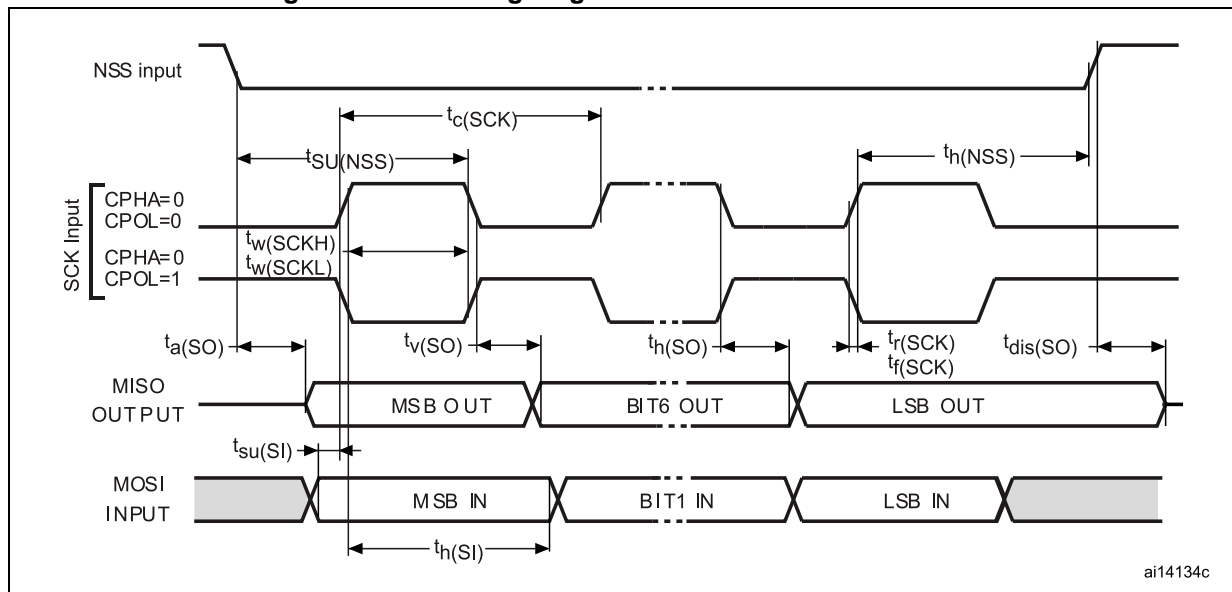 NSS input
tc(SCK)
tSU(NSS)
th(NSS)
SCK Input
CPHA=0
CPOL=0
tw(SCKH)
CPHA=0
tw(SCKL)
CPOL=1
ta(SO)
tv(SO)
th(SO)
tr(SCK)
tf(SCK)
tdis(SO)
MISO
OUTPUT
MSB OUT
BIT6 OUT
LSB OUT
tsu(SI)
MOSI
INPUT
MSB IN
BIT1 IN
LSB IN
th(SI)
ai14134c